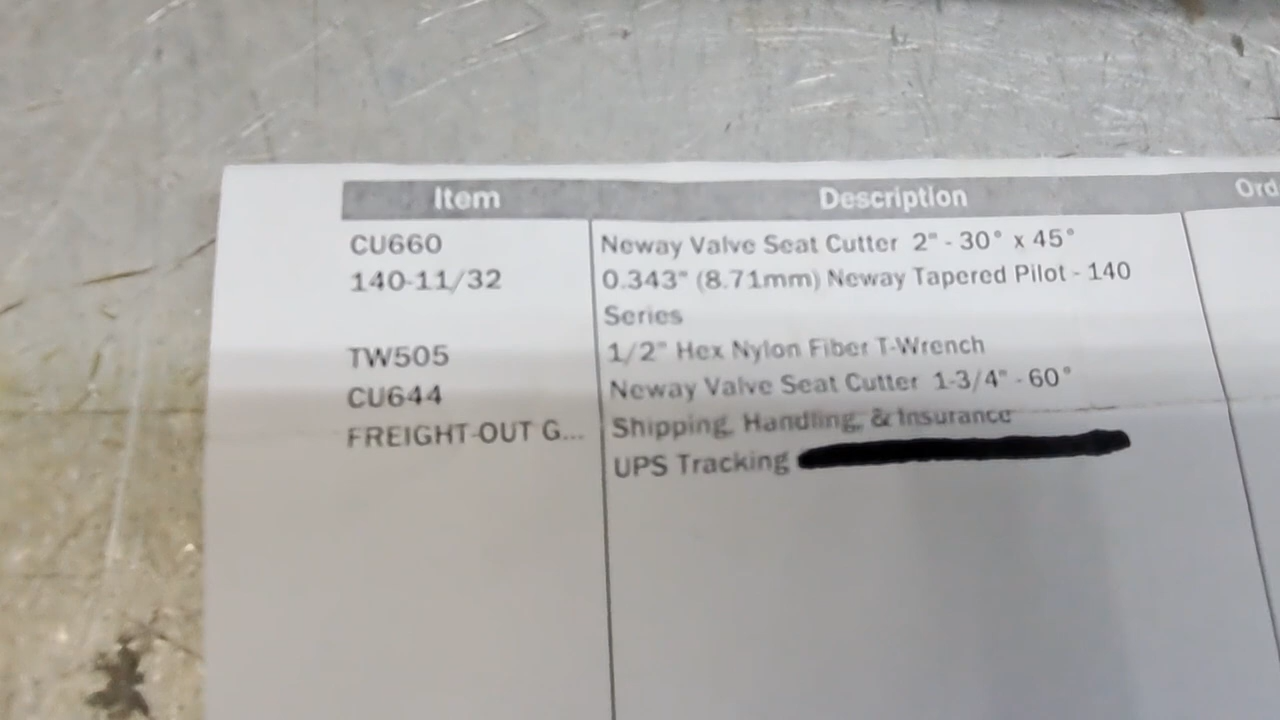 Item Description Ord
CU660 Neway Valve Seat Cutter 2" - 30° x 45°
140-11/32 0.343" (8.71mm) Neway Tapered Pilot - 140
Series
TW505 1/2" Hex Nylon Fiber T-Wrench
CU644 Neway Valve Seat Cutter 1-3/4" - 60°
FREIGHT-OUT G... Shipping, Handling, & Insurance
UPS Tracking